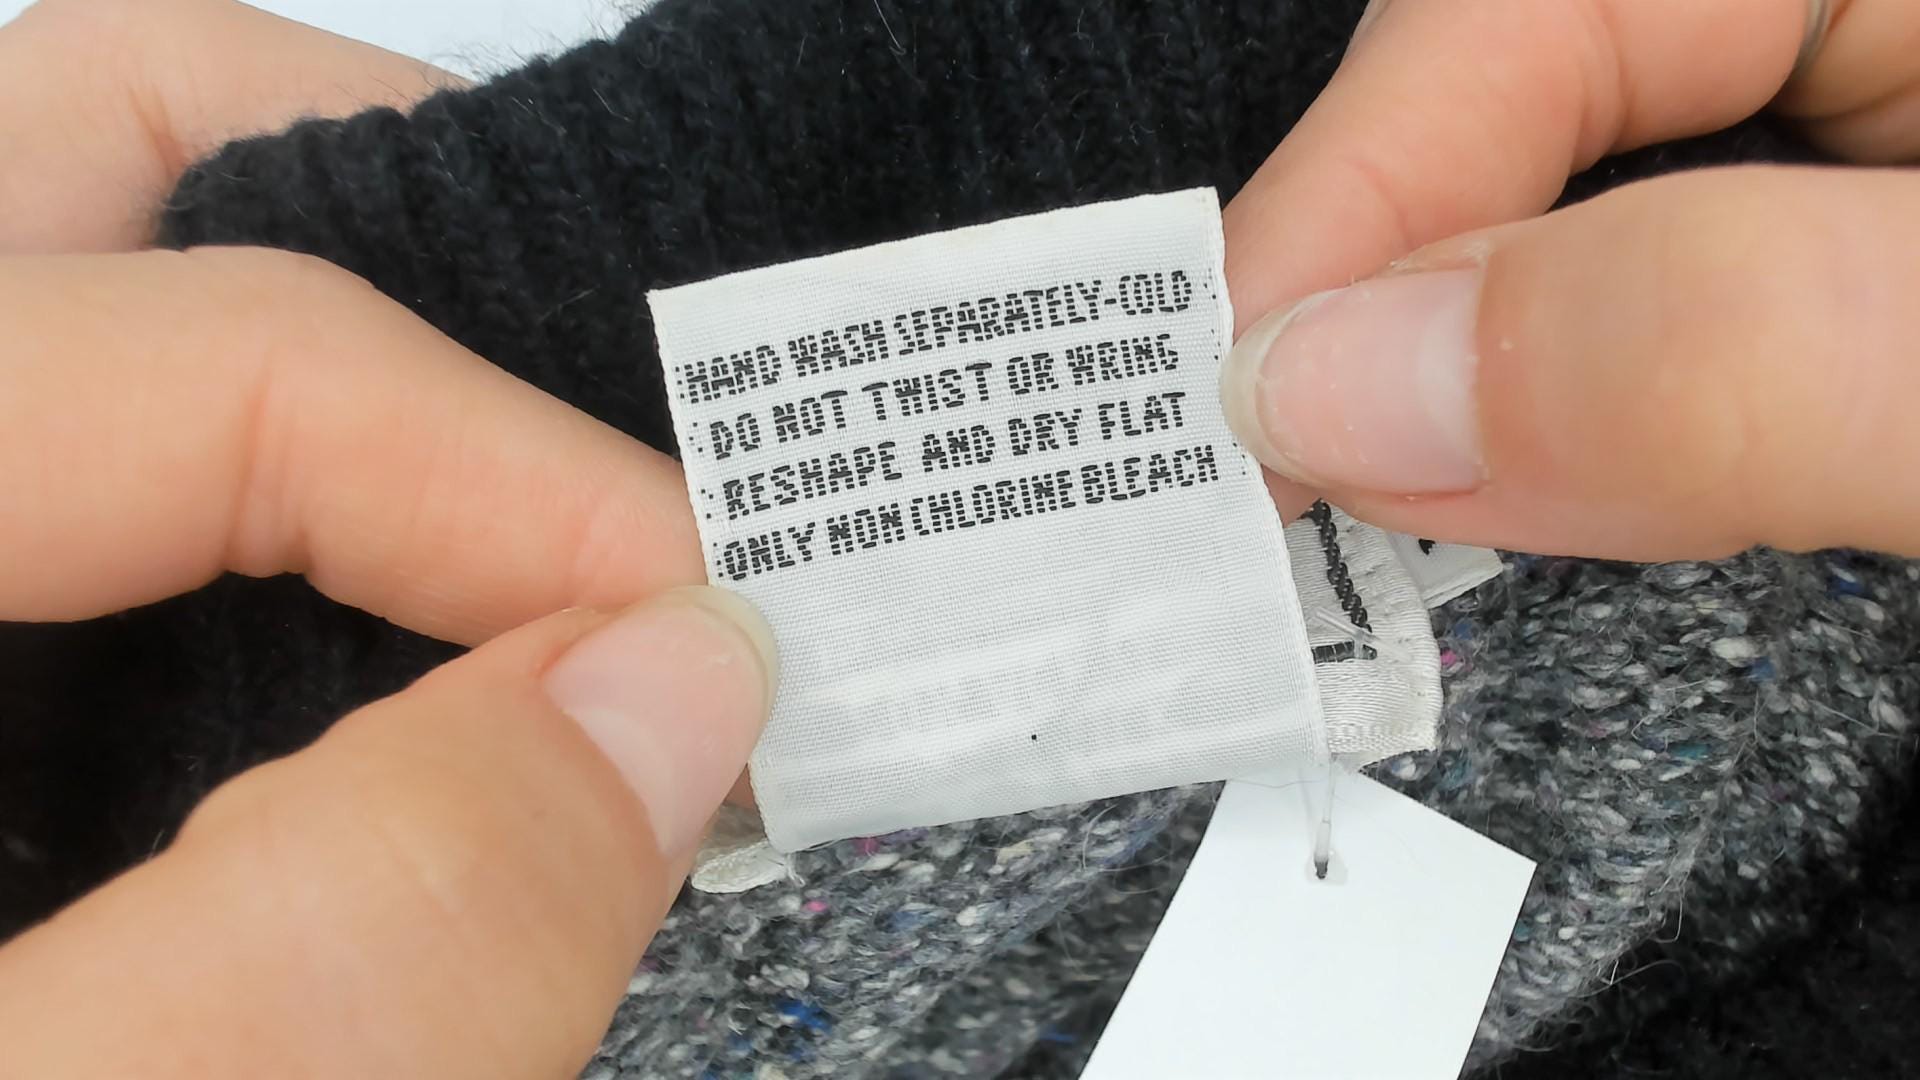 HAND WASH SEPARATELY-COLD
DO NOT TWIST OR WRING
RESHAPE AND DRY FLAT
ONLY NON CHLORINE BLEACH